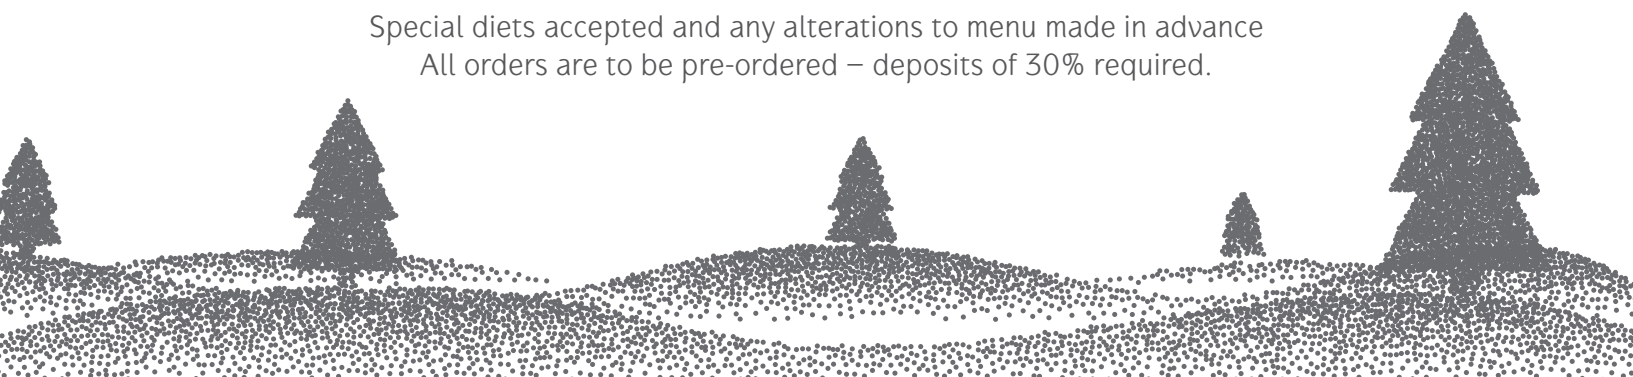 Special diets accepted and any alterations to menu made in advance
All orders are to be pre-ordered – deposits of 30% required.